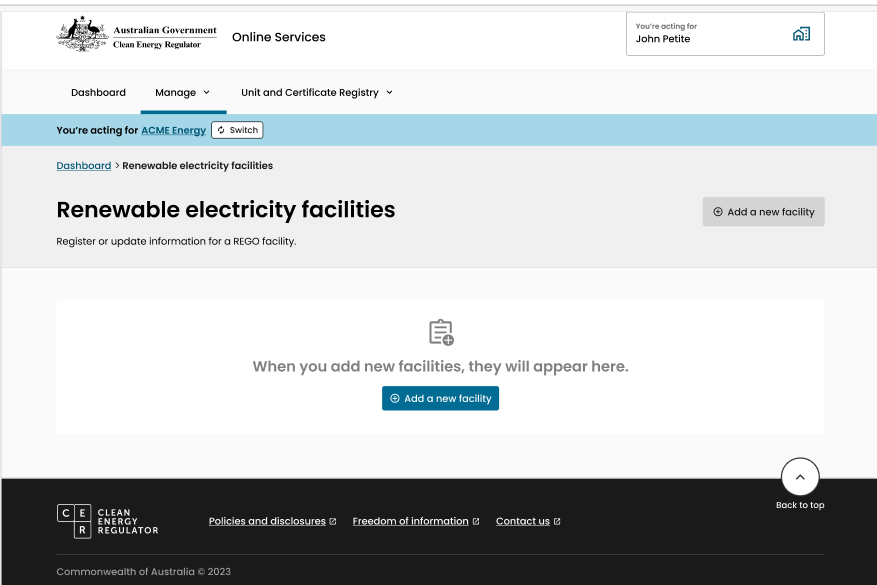 Australian Government
Clean Energy Regulator
Online Services
You're acting for
John Petite
Dashboard
Manage
Unit and Certificate Registry
You're acting for ACME Energy
Switch
Dashboard > Renewable electricity facilities
Renewable electricity facilities
Add a new facility
Register or update information for a REGO facility.
When you add new facilities, they will appear here.
Add a new facility
Back to top
C E R
CLEAN
ENERGY
REGULATOR
Policies and disclosures
Freedom of information
Contact us
Commonwealth of Australia © 2023